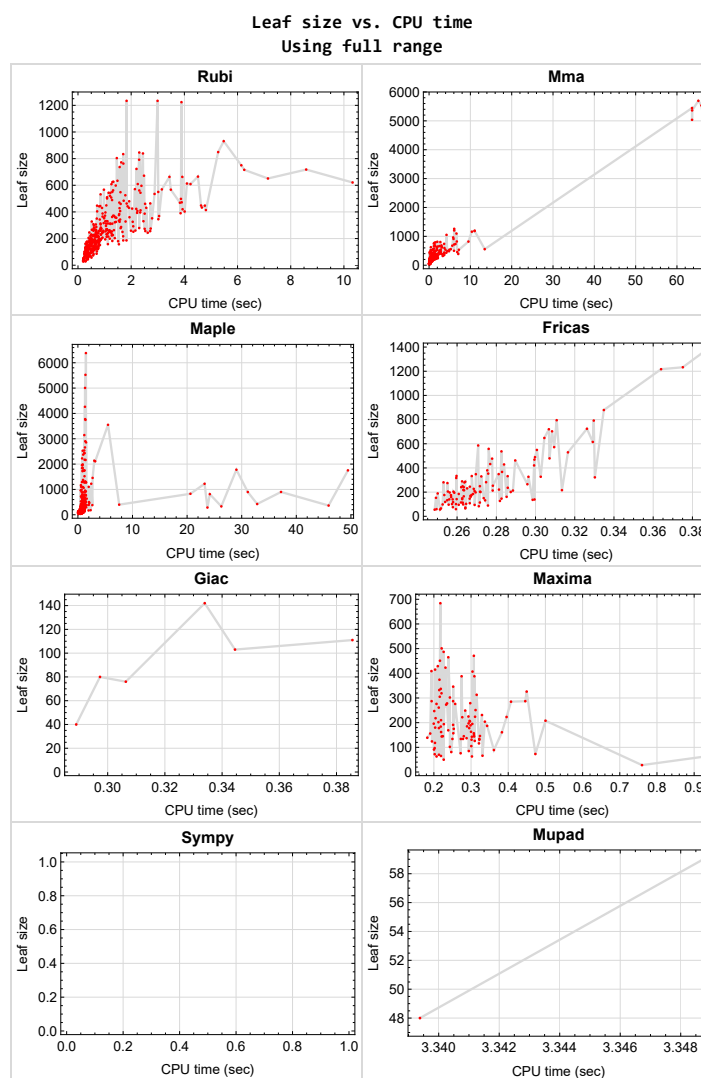 Leaf size vs. CPU time
Using full range
Rubi
Leaf size
1200
1000
800
600
400
200
0
0 2 4 6 8 10
CPU time (sec)
Mma
Leaf size
6000
5000
4000
3000
2000
1000
0
0 10 20 30 40 50 60
CPU time (sec)
Maple
Leaf size
6000
5000
4000
3000
2000
1000
0
0 10 20 30 40 50
CPU time (sec)
Fricas
Leaf size
1400
1200
1000
800
600
400
200
0
0.26 0.28 0.30 0.32 0.34 0.36 0.38
CPU time (sec)
Giac
Leaf size
140
120
100
80
60
40
20
0
0.30 0.32 0.34 0.36 0.38
CPU time (sec)
Maxima
Leaf size
700
600
500
400
300
200
100
0
0.2 0.3 0.4 0.5 0.6 0.7 0.8 0.9
CPU time (sec)
Sympy
Leaf size
1.0
0.8
0.6
0.4
0.2
0.0
0.0 0.2 0.4 0.6 0.8 1.0
CPU time (sec)
Mupad
Leaf size
58
56
54
52
50
48
3.340 3.342 3.344 3.346 3.348
CPU time (sec)